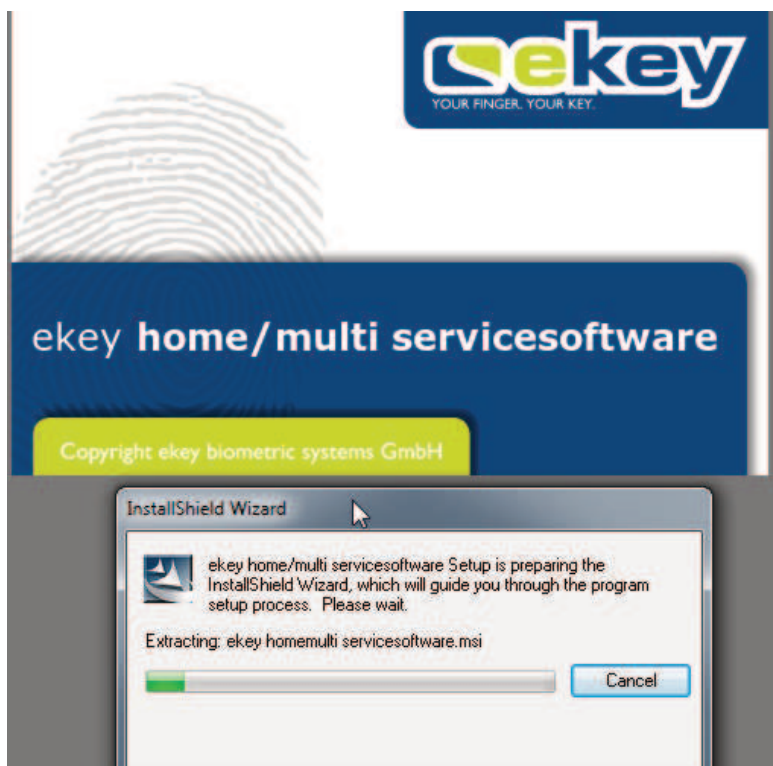 ekey
YOUR FINGER. YOUR KEY.
ekey home/multi servicesoftware
Copyright ekey biometric systems GmbH
InstallShield Wizard
ekey home/multi servicesoftware Setup is preparing the
InstallShield Wizard, which will guide you through the program
setup process. Please wait.
Extracting: ekey homemulti servicesoftware.msi
Cancel